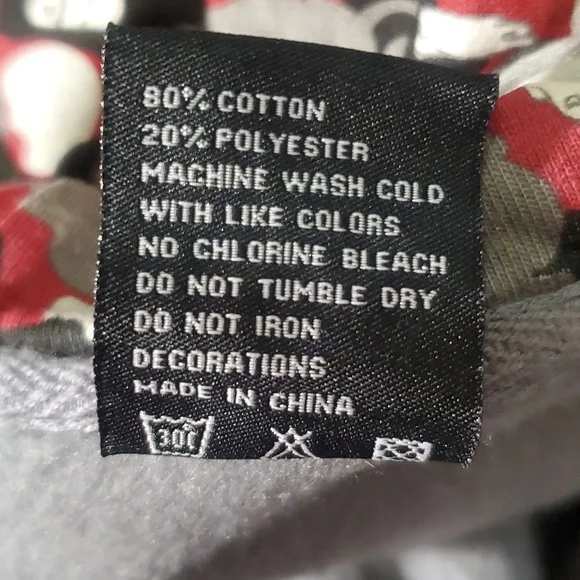 80% COTTON
20% POLYESTER
MACHINE WASH COLD
WITH LIKE COLORS
NO CHLORINE BLEACH
DO NOT TUMBLE DRY
DO NOT IRON
DECORATIONS
MADE IN CHINA